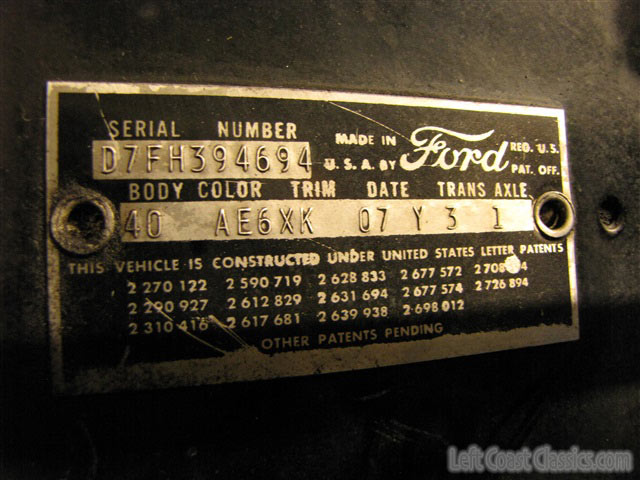 SERIAL NUMBER
D7FH394694
MADE IN
U.S.A. BY
Ford
REG. U.S.
PAT. OFF.
BODY COLOR TRIM DATE TRANS AXLE
40 AE6XK 07 Y 3 1
THIS VEHICLE IS CONSTRUCTED UNDER UNITED STATES LETTER PATENTS
2 270 122 2 590 719 2 628 833 2 677 572
2 290 927 2 612 829 2 631 694 2 677 574 2 726 894
2 310 416 2 617 681 2 639 938 2 698 012
OTHER PATENTS PENDING
Left Coast Classics.com